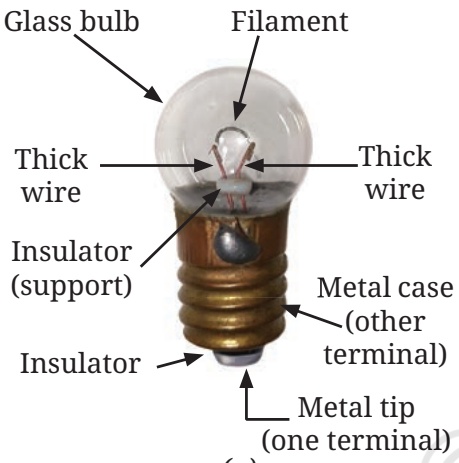 Glass bulb
Filament
Thick
wire
Thick
wire
Insulator
(support)
Metal case
(other
terminal)
Insulator
Metal tip
(one terminal)